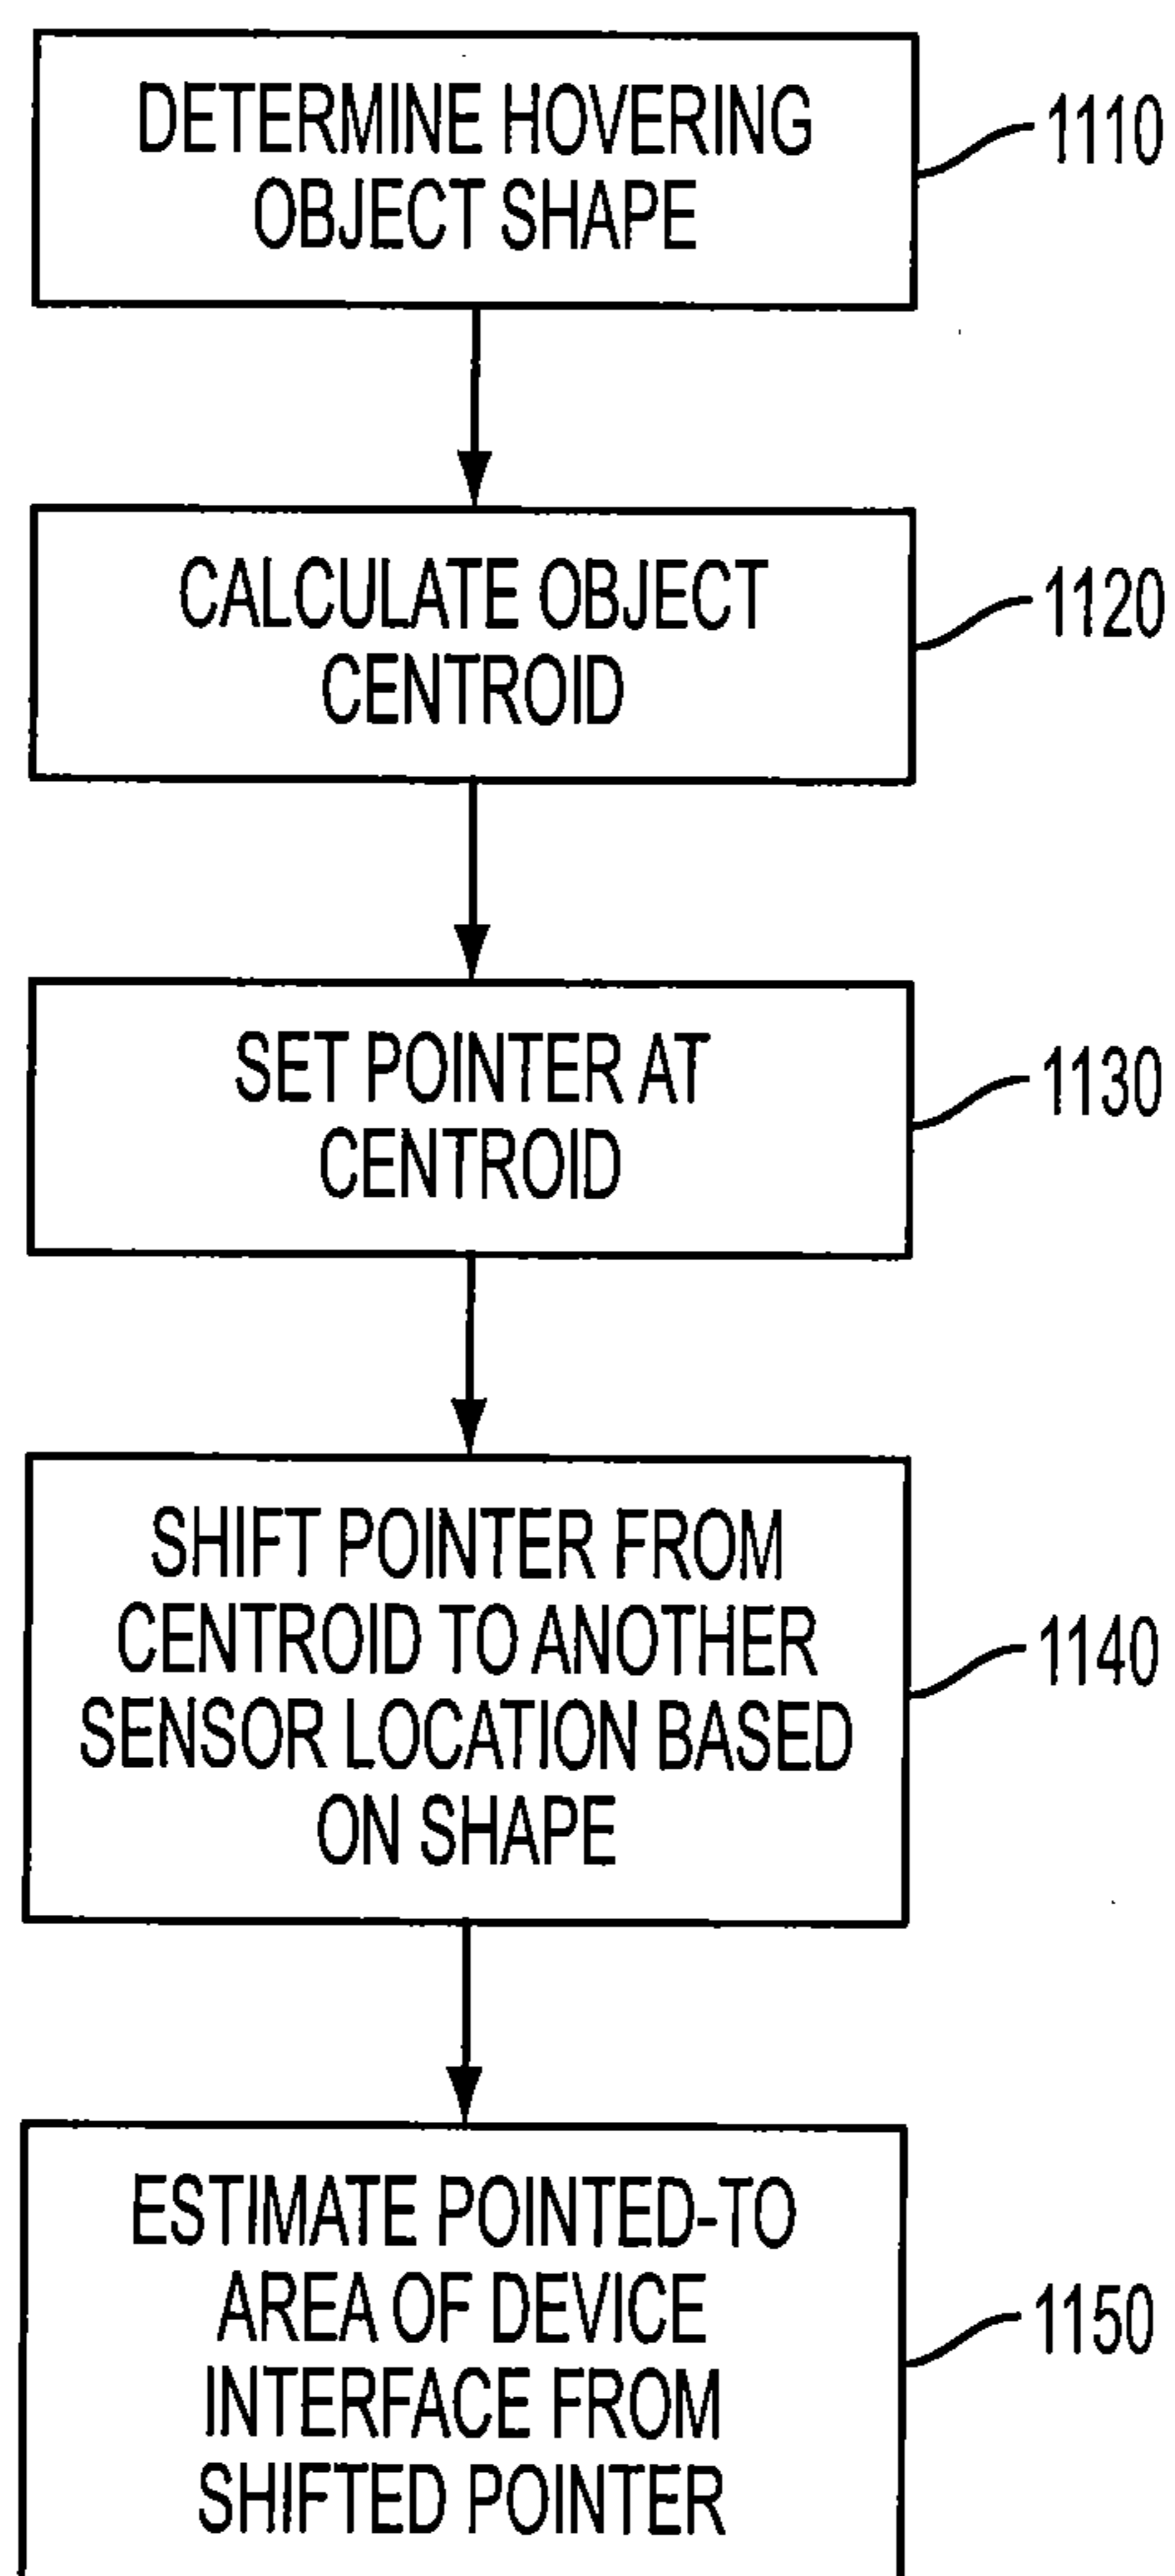 DETERMINE HOVERING
OBJECT SHAPE
1110
CALCULATE OBJECT
CENTROID
1120
SET POINTER AT
CENTROID
1130
SHIFT POINTER FROM
CENTROID TO ANOTHER
SENSOR LOCATION BASED
ON SHAPE
1140
ESTIMATE POINTED-TO
AREA OF DEVICE
INTERFACE FROM
SHIFTED POINTER
1150